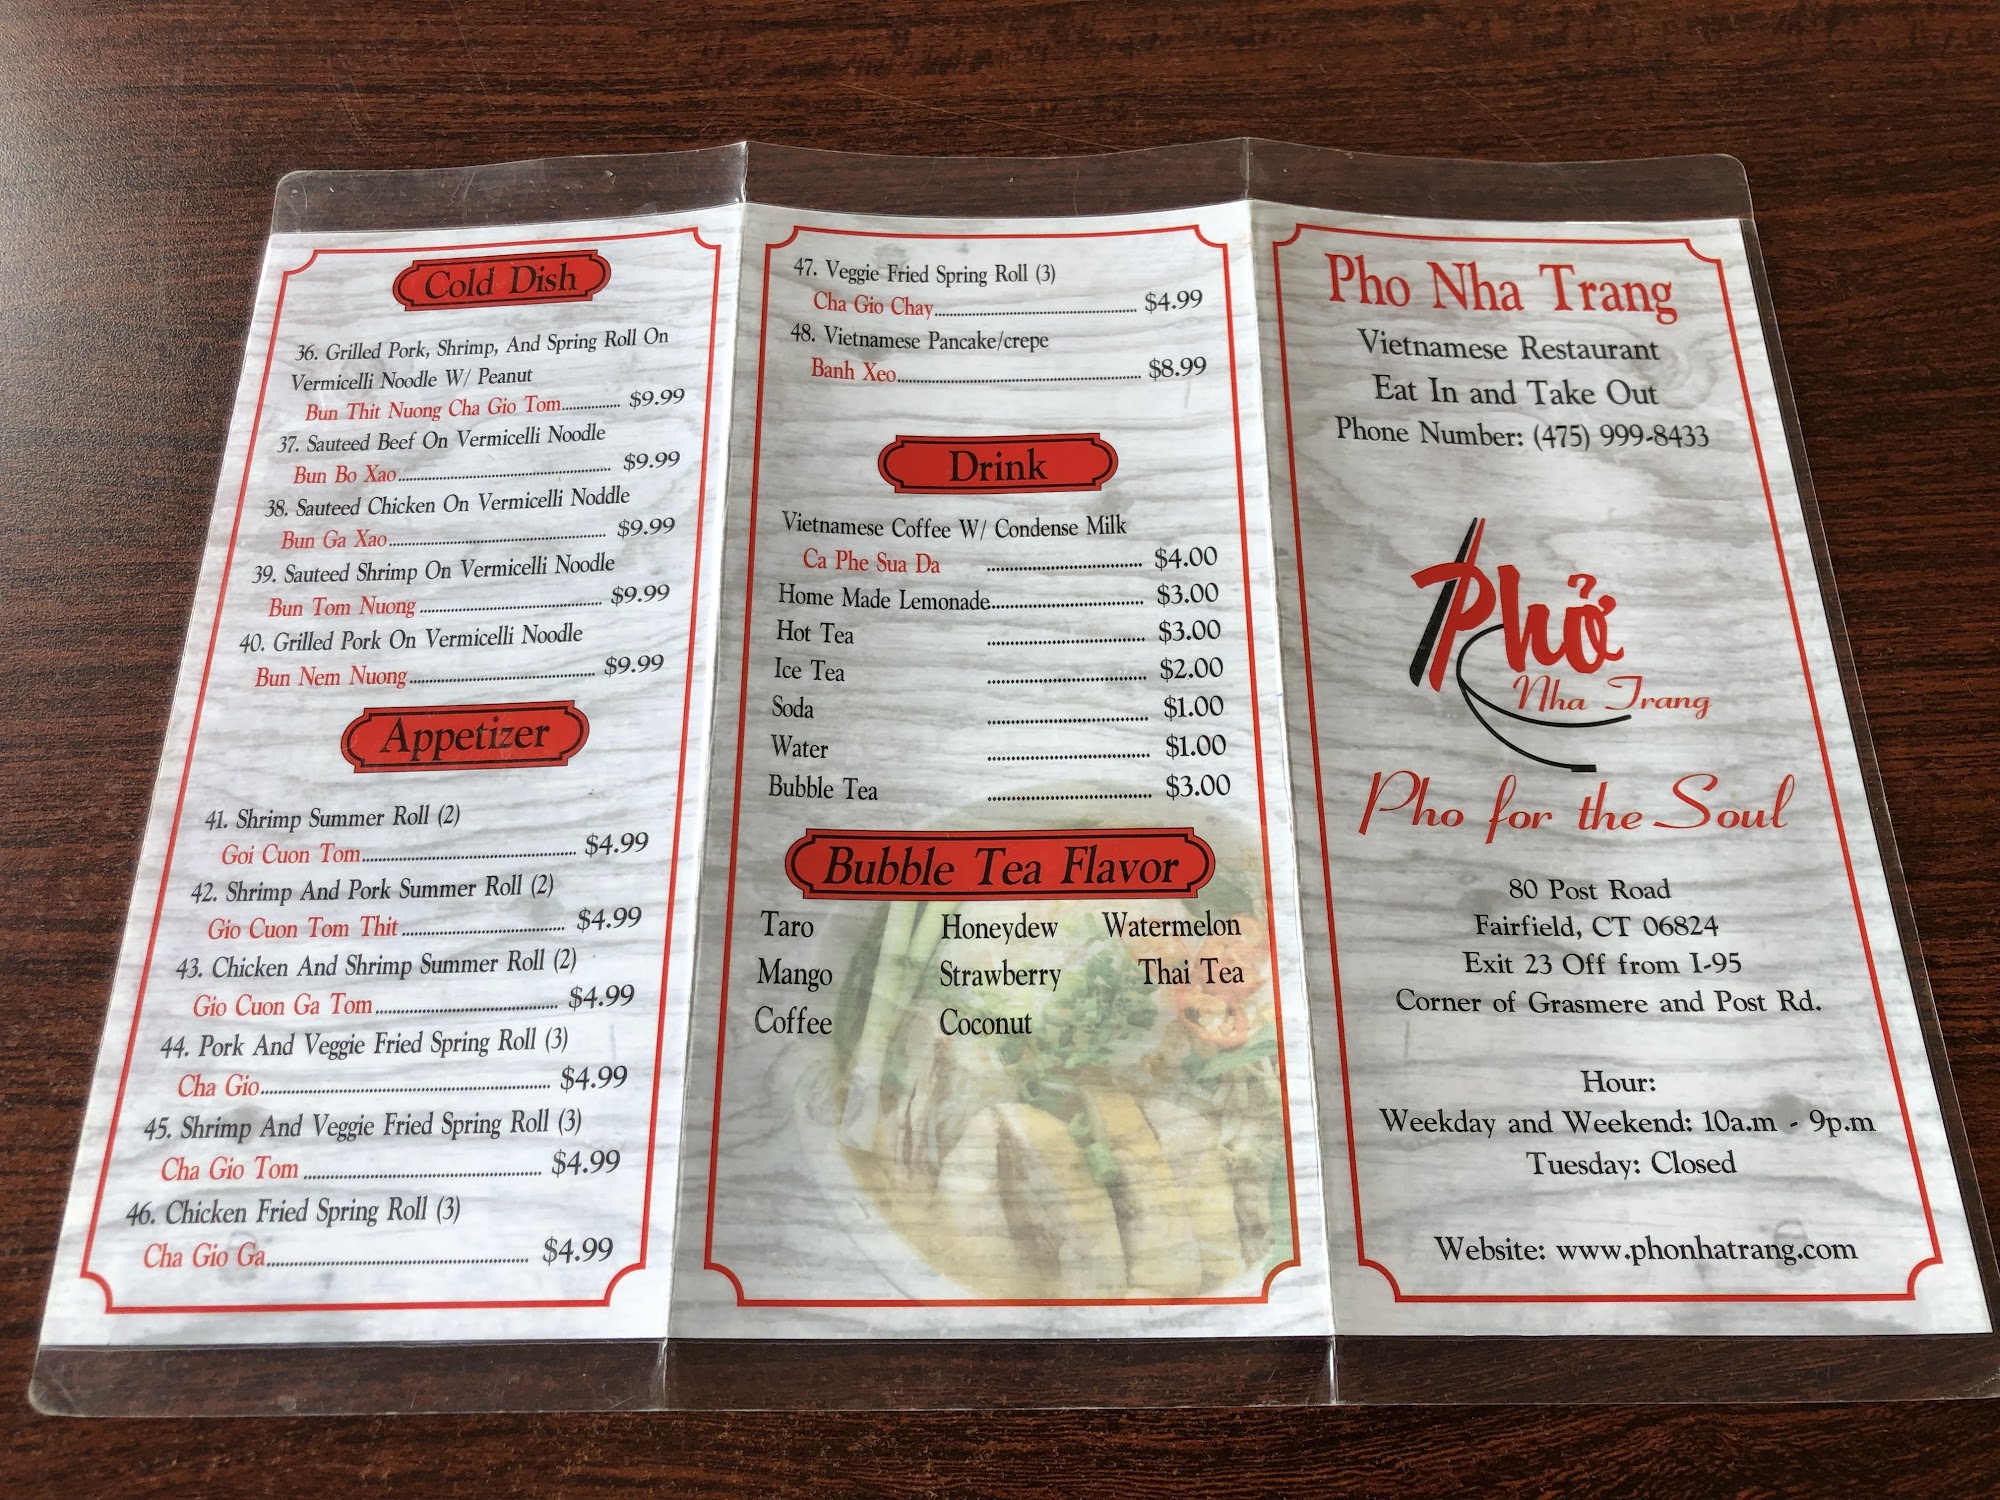 Cold Dish
36. Grilled Pork, Shrimp, And Spring Roll On
Vermicelli Noodle W/ Peanut
Bun Thit Nuong Cha Gio Tom................ $9.99
37. Sauteed Beef On Vermicelli Noodle
Bun Bo Xao................ $9.99
38. Sauteed Chicken On Vermicelli Noddle
Bun Ga Xao................ $9.99
39. Sauteed Shrimp On Vermicelli Noodle
Bun Tom Nuong................ $9.99
40. Grilled Pork On Vermicelli Noodle
Bun Nem Nuong................ $9.99
Appetizer
41. Shrimp Summer Roll (2)
Goi Cuon Tom................ $4.99
42. Shrimp And Pork Summer Roll (2)
Gio Cuon Tom Thit................ $4.99
43. Chicken And Shrimp Summer Roll (2)
Gio Cuon Ga Tom................ $4.99
44. Pork And Veggie Fried Spring Roll (3)
Cha Gio................ $4.99
45. Shrimp And Veggie Fried Spring Roll (3)
Cha Gio Tom................ $4.99
46. Chicken Fried Spring Roll (3)
Cha Gio Ga................ $4.99
47. Veggie Fried Spring Roll (3)
Cha Gio Chay................ $4.99
48. Vietnamese Pancake/crepe
Banh Xeo................ $8.99
Drink
Vietnamese Coffee W/ Condense Milk
Ca Phe Sua Da ................ $4.00
Home Made Lemonade................ $3.00
Hot Tea ................ $3.00
Ice Tea ................ $2.00
Soda ................ $1.00
Water ................ $1.00
Bubble Tea ................ $3.00
Bubble Tea Flavor
Taro Honeydew Watermelon
Mango Strawberry Thai Tea
Coffee Coconut
Pho Nha Trang
Vietnamese Restaurant
Eat In and Take Out
Phone Number: (475) 999-8433
Phở
Nha Trang
Pho for the Soul
80 Post Road
Fairfield, CT 06824
Exit 23 Off from I-95
Corner of Grasmere and Post Rd.
Hour:
Weekday and Weekend: 10a.m - 9p.m
Tuesday: Closed
Website: www.phonhatrang.com